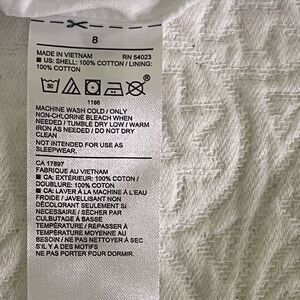 8
MADE IN VIETNAM RN 54023
■ US: SHELL: 100% COTTON / LINING:
100% COTTON
30
1166
MACHINE WASH COLD / ONLY
NON-CHLORINE BLEACH WHEN
NEEDED / TUMBLE DRY LOW / WARM
IRON AS NEEDED / DO NOT DRY
CLEAN
NOT INTENDED FOR USE AS
SLEEPWEAR.
CA 17897
FABRIQUÉ AU VIETNAM
■ CA: EXTÉRIEUR: 100% COTON /
DOUBLURE: 100% COTON
■ CA: LAVER À LA MACHINE À L'EAU
FROIDE / JAVELLISANT NON
DÉCOLORANT SEULEMENT SI
NÉCESSAIRE / SÉCHER PAR
CULBUTAGE À BASSE
TEMPÉRATURE / REPASSER À
TEMPÉRATURE MOYENNE AU
BESOIN / NE PAS NETTOYER À SEC
S'IL Y A DES MOTIFS
NE PAS PORTER POUR DORMIR.